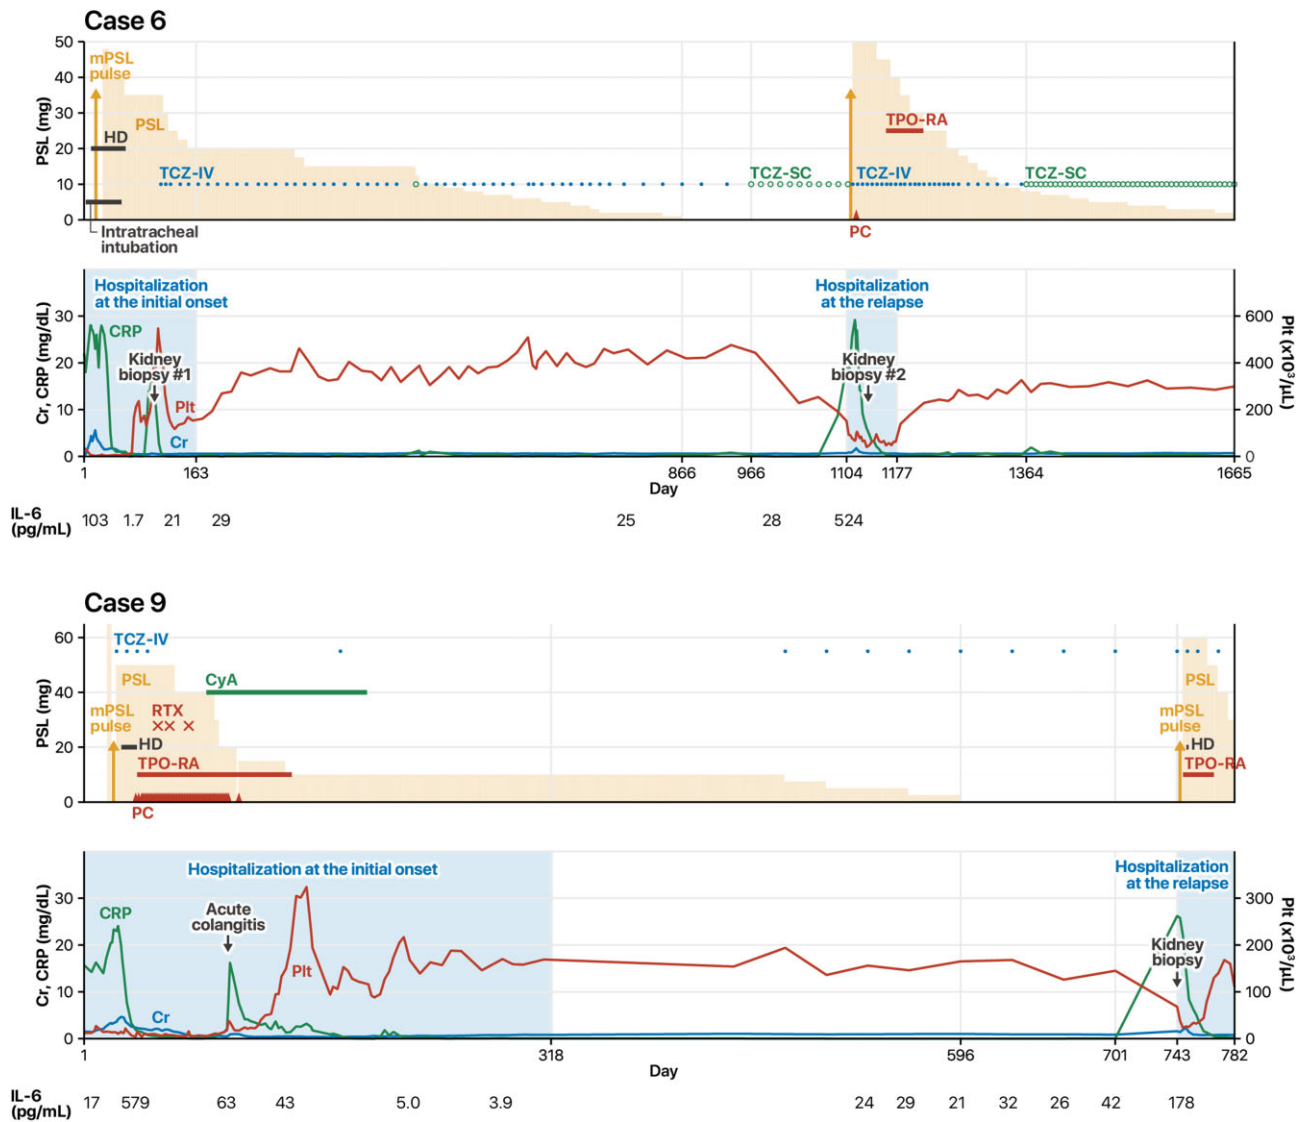 Case 6
50
40
30
20
10
0
PSL (mg)
mPSL
pulse
PSL
HD
TCZ-IV
TCZ-SC
TPO-RA
TCZ-IV
TCZ-SC
PC
Intratracheal
intubation
Hospitalization
at the initial onset
Hospitalization
at the relapse
30
20
10
0
Cr, CRP (mg/dL)
CRP
Kidney
biopsy #1
Plt
Cr
Kidney
biopsy #2
600
400
200
0
Plt (x10³/μL)
1
163
866
966
1104
1177
1364
1665
Day
IL-6
(pg/mL)
103 1.7 21 29 25 28 524
Case 9
60
40
20
0
PSL (mg)
TCZ-IV
PSL
CyA
mPSL
pulse
RTX
HD
TPO-RA
PC
PSL
mPSL
pulse
HD
TPO-RA
Hospitalization at the initial onset
Hospitalization
at the relapse
30
20
10
0
Cr, CRP (mg/dL)
CRP
Acute
colangitis
Plt
Cr
Kidney
biopsy
300
200
100
0
Plt (x10³/μL)
1
318
596
701
743
782
Day
IL-6
(pg/mL)
17 579 63 43 5.0 3.9 24 29 21 32 26 42 178